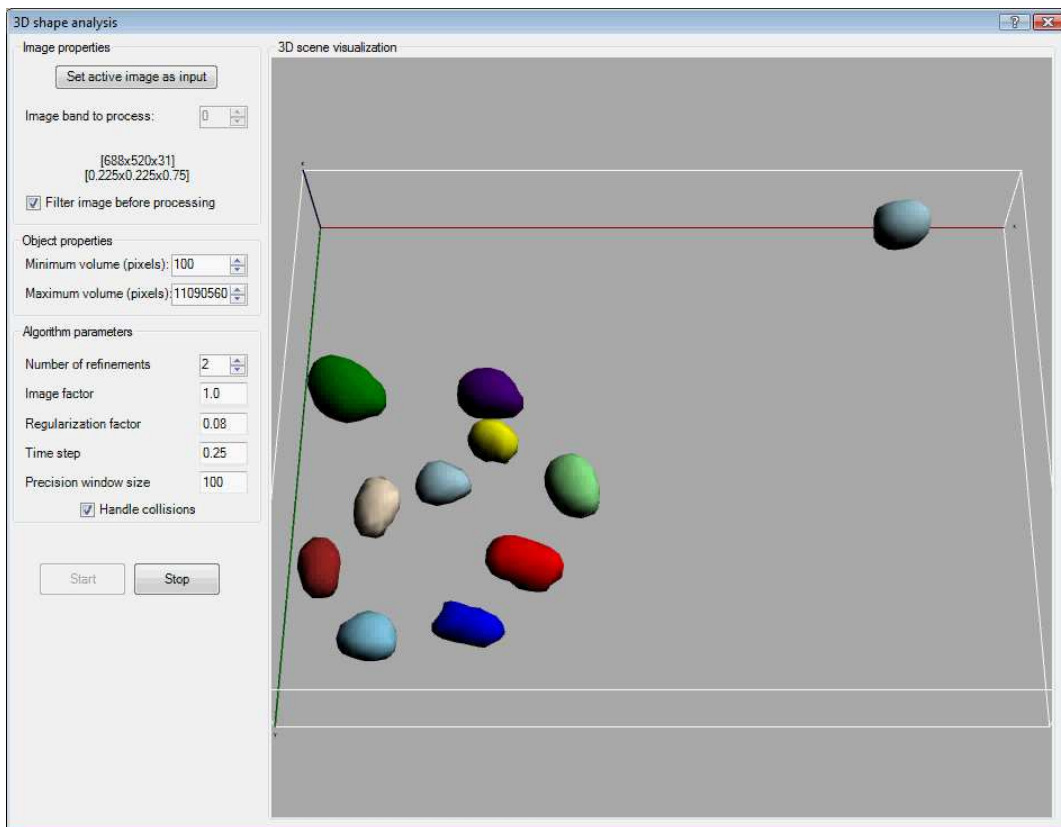 3D shape analysis
Image properties
Set active image as input
Image band to process: 0
[688x520x31]
[0.225x0.225x0.75]
Filter image before processing
Object properties
Minimum volume (pixels): 100
Maximum volume (pixels): 11090560
Algorithm parameters
Number of refinements 2
Image factor 1.0
Regularization factor 0.08
Time step 0.25
Precision window size 100
Handle collisions
Start Stop
3D scene visualization